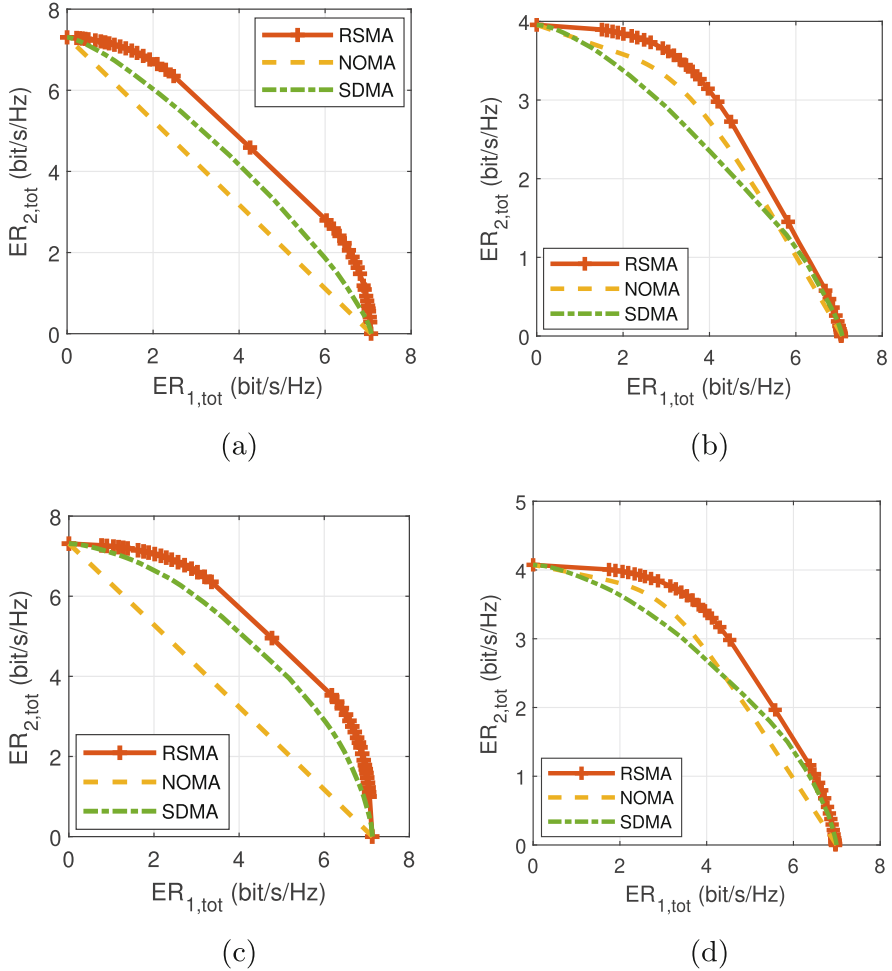 8
6
4
2
0
0 2 4 6 8
ER2,tot (bit/s/Hz)
ER1,tot (bit/s/Hz)
RSMA
NOMA
SDMA
(a)
4
3
2
1
0
0 2 4 6 8
ER2,tot (bit/s/Hz)
ER1,tot (bit/s/Hz)
RSMA
NOMA
SDMA
(b)
8
6
4
2
0
0 2 4 6 8
ER2,tot (bit/s/Hz)
ER1,tot (bit/s/Hz)
RSMA
NOMA
SDMA
(c)
5
4
3
2
1
0
0 2 4 6 8
ER2,tot (bit/s/Hz)
ER1,tot (bit/s/Hz)
RSMA
NOMA
SDMA
(d)